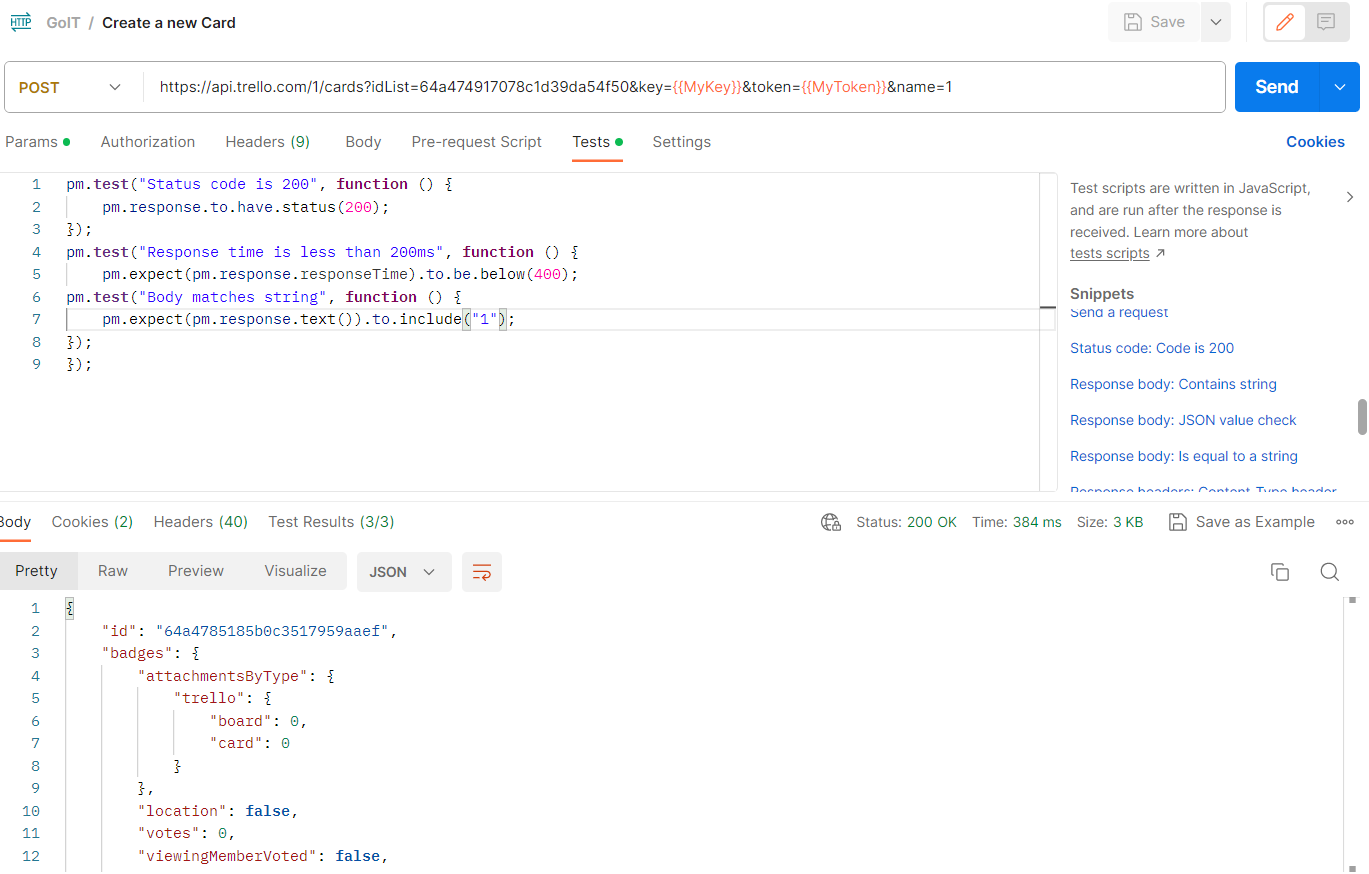 HTTP GoIT / Create a new Card Save
POST https://api.trello.com/1/cards?idList=64a474917078c1d39da54f50&key={{MyKey}}&token={{MyToken}}&name=1 Send
Params Authorization Headers (9) Body Pre-request Script Tests Settings Cookies
1 pm.test("Status code is 200", function () {
2 pm.response.to.have.status(200);
3 });
4 pm.test("Response time is less than 200ms", function () {
5 pm.expect(pm.response.responseTime).to.be.below(400);
6 pm.test("Body matches string", function () {
7 pm.expect(pm.response.text()).to.include("1");
8 });
9 });
Test scripts are written in JavaScript,
and are run after the response is
received. Learn more about
tests scripts ↗
Snippets
Send a request
Status code: Code is 200
Response body: Contains string
Response body: JSON value check
Response body: Is equal to a string
Response headers: Content-Type header
Body Cookies (2) Headers (40) Test Results (3/3) Status: 200 OK Time: 384 ms Size: 3 KB Save as Example
Pretty Raw Preview Visualize JSON
1 {
2 "id": "64a4785185b0c3517959aaef",
3 "badges": {
4 "attachmentsByType": {
5 "trello": {
6 "board": 0,
7 "card": 0
8 }
9 },
10 "location": false,
11 "votes": 0,
12 "viewingMemberVoted": false,